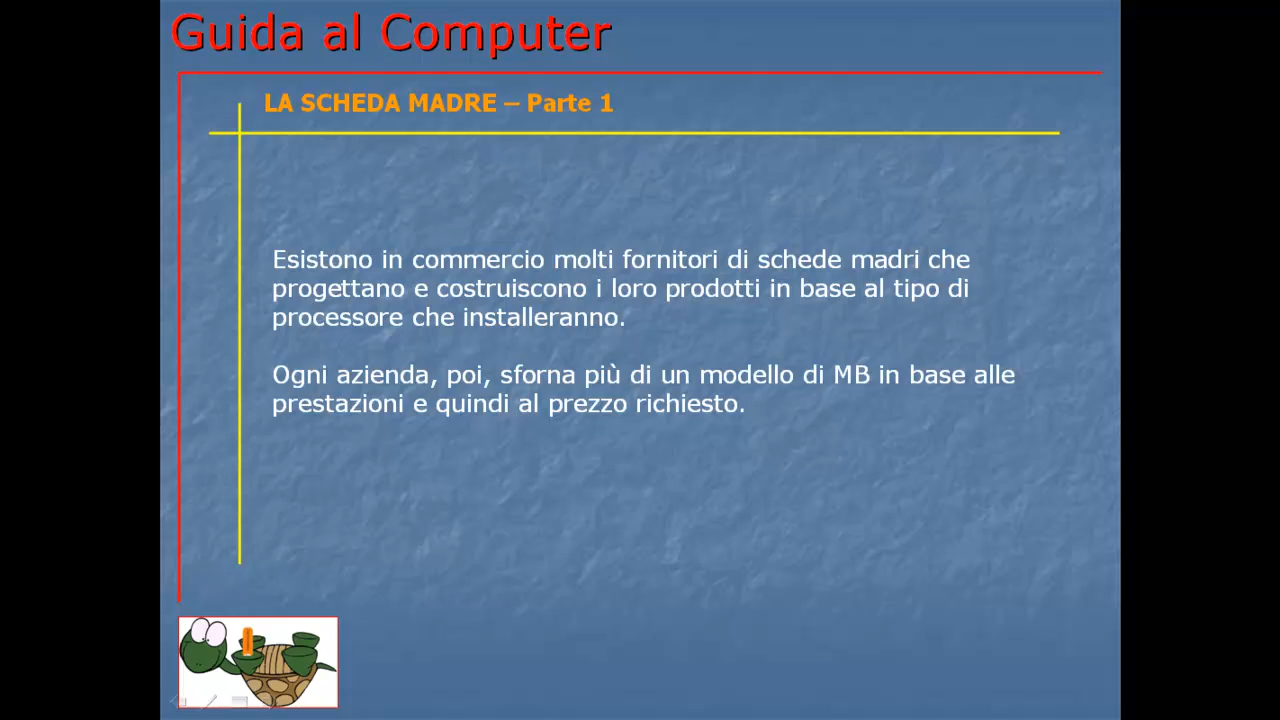 Guida al Computer
LA SCHEDA MADRE – Parte 1
Esistono in commercio molti fornitori di schede madri che
progettano e costruiscono i loro prodotti in base al tipo di
processore che installeranno.
Ogni azienda, poi, sforna più di un modello di MB in base alle
prestazioni e quindi al prezzo richiesto.